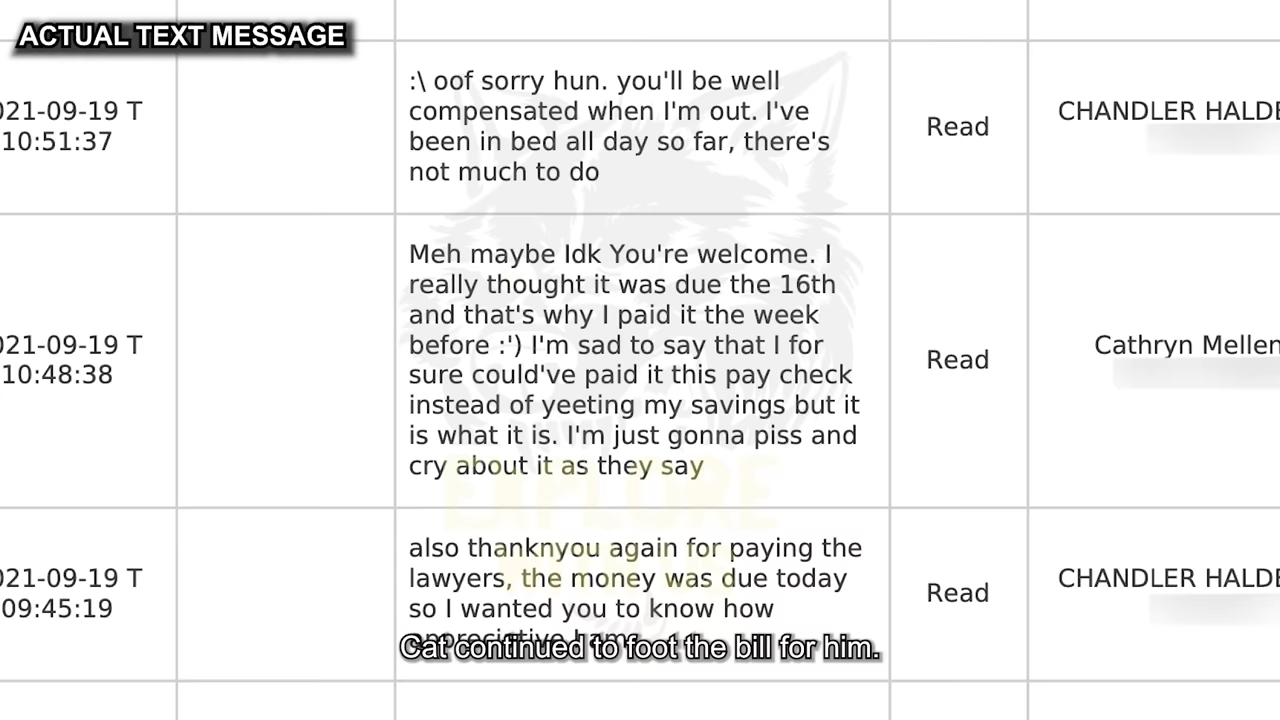 ACTUAL TEXT MESSAGE
021-09-19 T
10:51:37
:\ oof sorry hun. you'll be well
compensated when I'm out. I've
been in bed all day so far, there's
not much to do
Read
CHANDLER HALDE
021-09-19 T
10:48:38
Meh maybe Idk You're welcome. I
really thought it was due the 16th
and that's why I paid it the week
before :') I'm sad to say that I for
sure could've paid it this pay check
instead of yeeting my savings but it
is what it is. I'm just gonna piss and
cry about it as they say
Read
Cathryn Mellen
021-09-19 T
09:45:19
also thanknyou again for paying the
lawyers, the money was due today
so I wanted you to know how
Read
CHANDLER HALDE
Cat continued to foot the bill for him.
EXPLORE